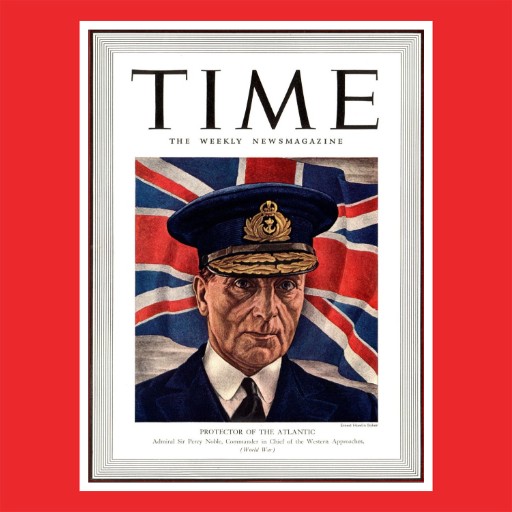 TIME
THE WEEKLY NEWSMAGAZINE
PROTECTOR OF THE ATLANTIC
Admiral Sir Percy Noble, Commander in Chief of the Western Approaches.
(World War)